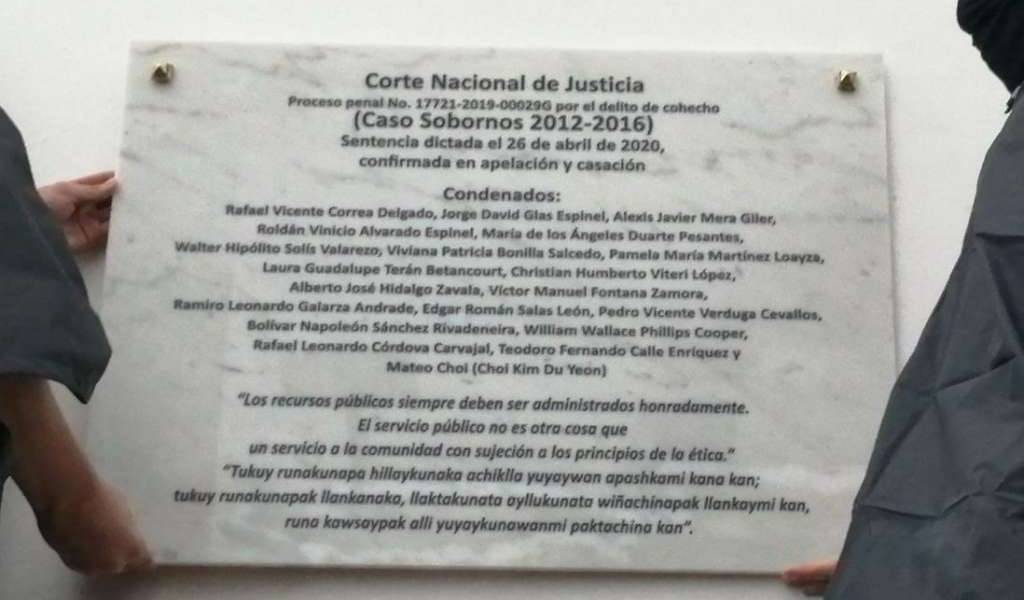 Corte Nacional de Justicia
Proceso penal No. 17721-2019-00029G por el delito de cohecho
(Caso Sobornos 2012-2016)
Sentencia dictada el 26 de abril de 2020,
confirmada en apelación y casación
Condenados:
Rafael Vicente Correa Delgado, Jorge David Glas Espinel, Alexis Javier Mera Giler,
Roldán Vinicio Alvarado Espinel, María de los Ángeles Duarte Pesantes,
Walter Hipólito Solís Valarezo, Viviana Patricia Bonilla Salcedo, Pamela María Martínez Loayza,
Laura Guadalupe Terán Betancourt, Christian Humberto Viteri López,
Alberto José Hidalgo Zavala, Víctor Manuel Fontana Zamora,
Ramiro Leonardo Galarza Andrade, Edgar Román Salas León, Pedro Vicente Verduga Cevallos,
Bolívar Napoleón Sánchez Rivadeneira, William Wallace Phillips Cooper,
Rafael Leonardo Córdova Carvajal, Teodoro Fernando Calle Enríquez y
Mateo Choi (Choi Kim Du Yeon)
“Los recursos públicos siempre deben ser administrados honradamente.
El servicio público no es otra cosa que
un servicio a la comunidad con sujeción a los principios de la ética.”
“Tukuy runakunapa hillaykunaka achiklla yuyaywan apashkami kana kan;
tukuy runakunapak llankanaka, llaktakunata ayllukunata wiñachinapak llankaymi kan,
runa kawsaypak alli yuyaykunawanmi paktachina kan”.